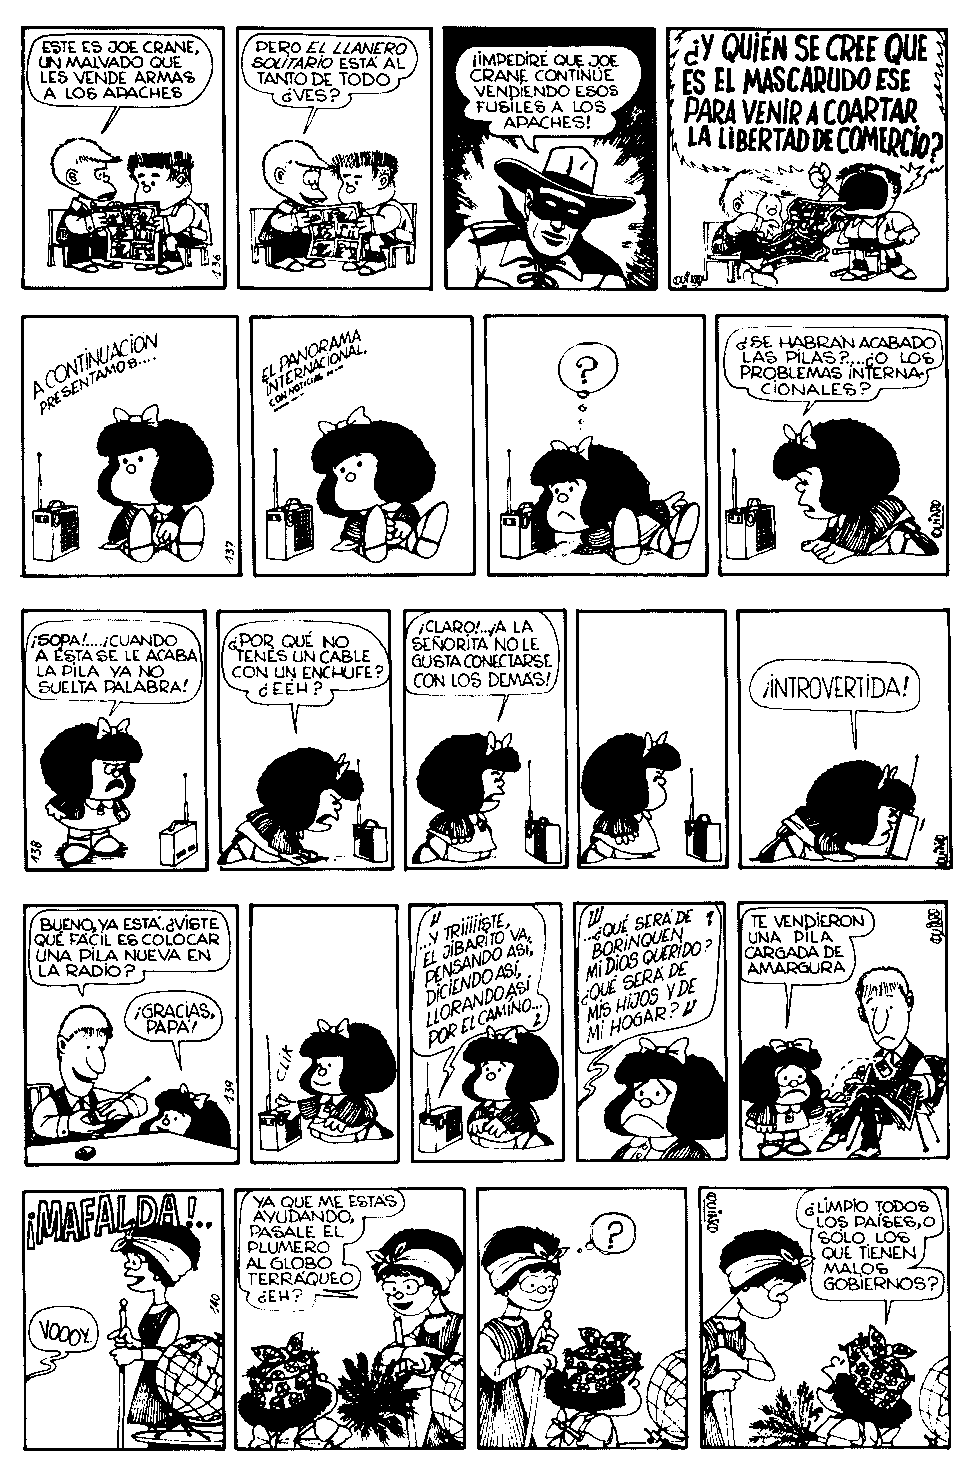 ESTE ES JOE CRANE,
UN MALVADO QUE
LES VENDE ARMAS
A LOS APACHES
136
PERO EL LLANERO
SOLITARIO ESTÁ AL
TANTO DE TODO
¿VES?
¡IMPEDIRÉ QUE JOE
CRANE CONTINÚE
VENDIENDO ESOS
FUSILES A LOS
APACHES!
¿Y QUIÉN SE CREE QUE
ES EL MASCARUDO ESE
PARA VENIR A COARTAR
LA LIBERTAD DE COMERCIO?
QUINO
A CONTINUACION
PRESENTAMOS....
137
EL PANORAMA
INTERNACIONAL,
CON NOTICIAS
?
¿SE HABRÁN ACABADO
LAS PILAS?....¿O LOS
PROBLEMAS INTERNA-
CIONALES?
QUINO
¡SOPA!....¡CUANDO
A ÉSTA SE LE ACABA
LA PILA YA NO
SUELTA PALABRA!
138
¿POR QUÉ NO
TENÉS UN CABLE
CON UN ENCHUFE?
¿EEH?
¡CLARO!...¡A LA
SEÑORITA NO LE
GUSTA CONECTARSE
CON LOS DEMÁS!
¡INTROVERTIDA!
QUINO
BUENO, YA ESTÁ.¿VISTE
QUÉ FÁCIL ES COLOCAR
UNA PILA NUEVA EN
LA RADIO?
¡GRACIAS,
PAPÁ!
139
CLIK
...Y TRIIIIISTE,
EL JIBARITO VA,
PENSANDO ASÍ,
DICIENDO ASÍ,
LLORANDO ASÍ
POR EL CAMINO...
...¿QUÉ SERÁ DE
BORINQUEN
MI DIOS QUERIDO?
¿QUÉ SERÁ DE
MIS HIJOS Y DE
MI HOGAR?
TE VENDIERON
UNA PILA
CARGADA DE
AMARGURA
QUINO
¡MAFALDA!..
VOOOY.
140
YA QUE ME ESTÁS
AYUDANDO,
PASALE EL
PLUMERO
AL GLOBO
TERRÁQUEO
¿EH?
?
QUINO
¿LIMPIO TODOS
LOS PAÍSES, O
SÓLO LOS
QUE TIENEN
MALOS
GOBIERNOS?